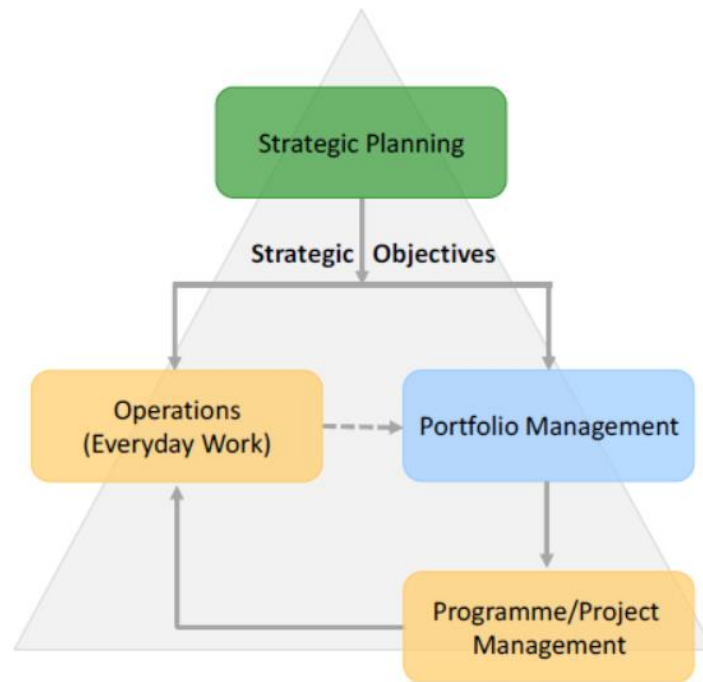 Strategic Planning
Strategic Objectives
Operations
(Everyday Work)
Portfolio Management
Programme/Project
Management